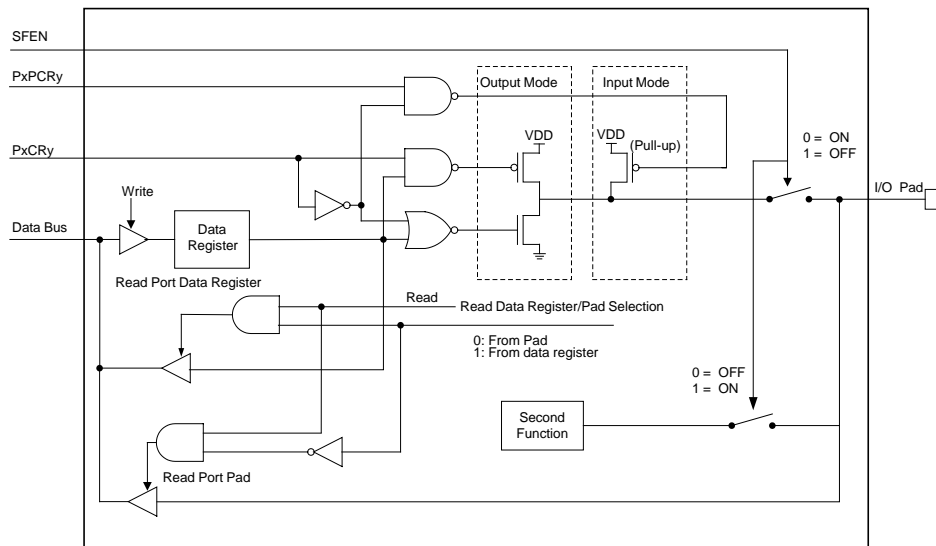 SFEN
PxPCRy
Output Mode
Input Mode
VDD
VDD
(Pull-up)
0 = ON
1 = OFF
PxCRy
I/O Pad
Write
Data Bus
Data
Register
Read Port Data Register
Read
Read Data Register/Pad Selection
0: From Pad
1: From data register
0 = OFF
1 = ON
Second
Function
Read Port Pad